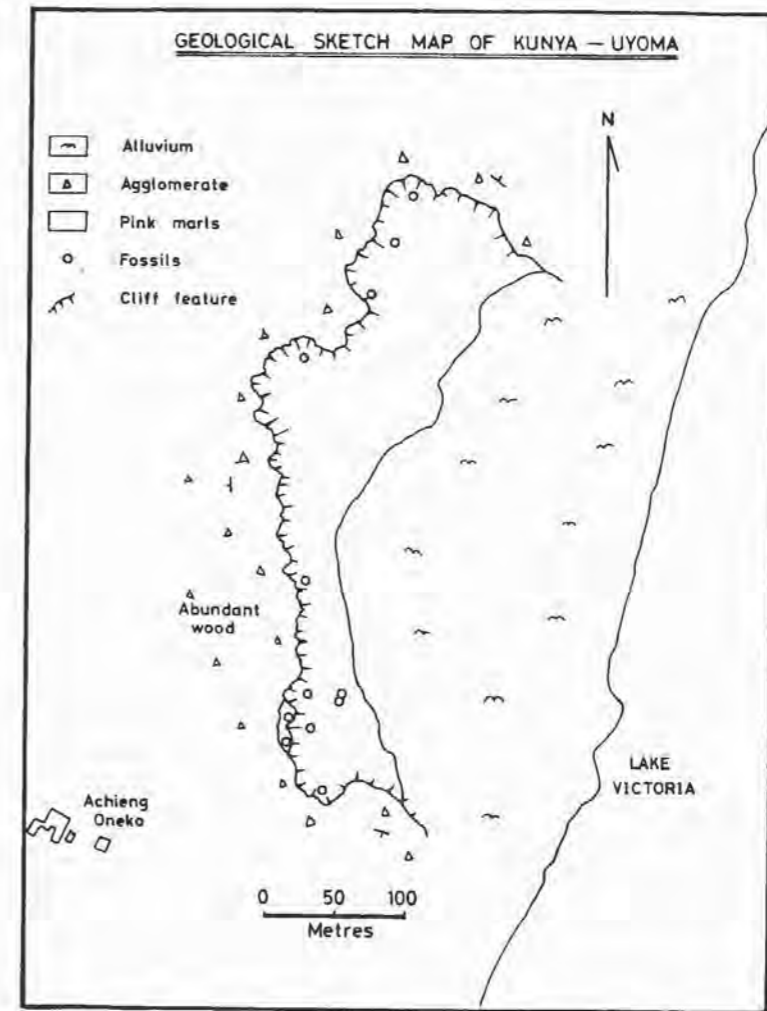 GEOLOGICAL SKETCH MAP OF KUNYA — UYOMA
N
Alluvium
Agglomerate
Pink marls
Fossils
Cliff feature
Abundant
wood
Achieng
Oneko
LAKE
VICTORIA
0 50 100
Metres